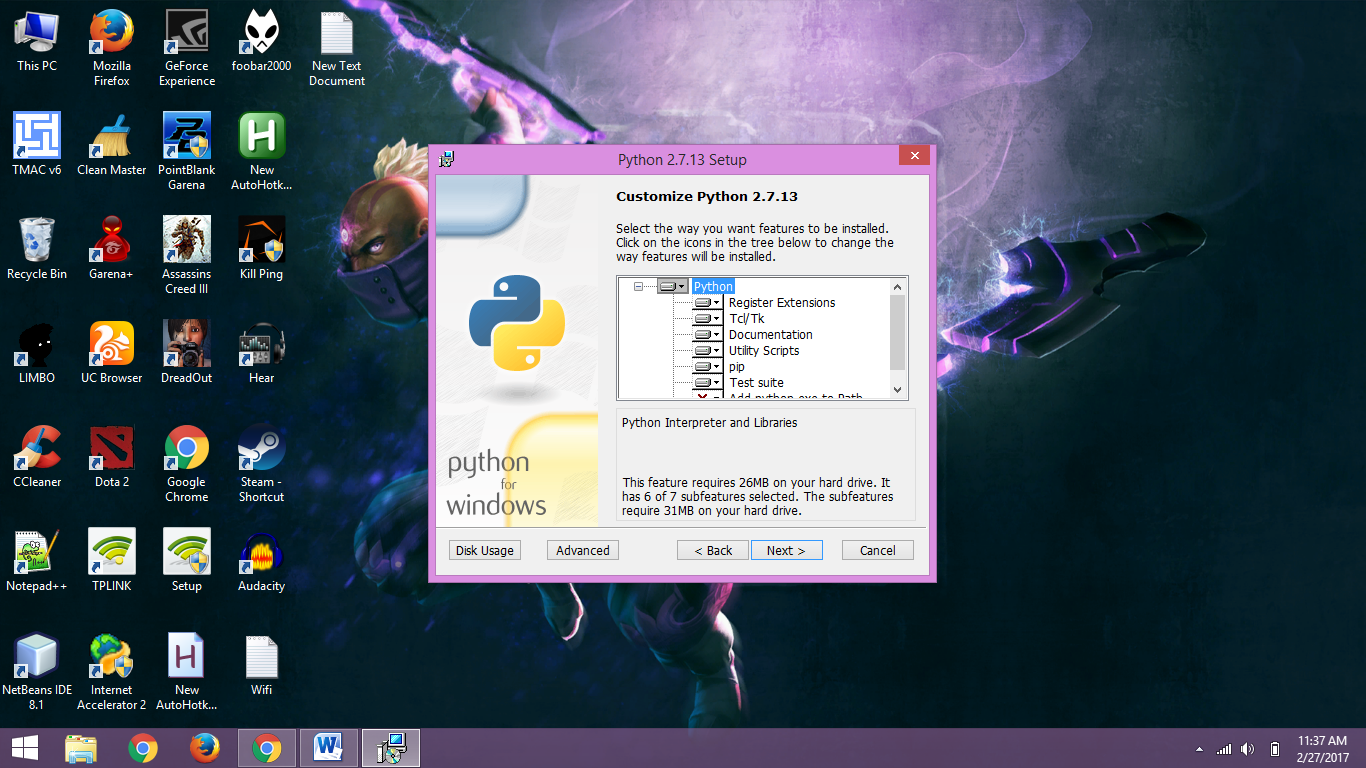 This PC
Mozilla
Firefox
GeForce
Experience
foobar2000
New Text
Document
TMAC v6
Clean Master
PointBlank
Garena
New
AutoHotk...
Recycle Bin
Garena+
Assassins
Creed III
Kill Ping
LIMBO
UC Browser
DreadOut
Hear
CCleaner
Dota 2
Google
Chrome
Steam -
Shortcut
Notepad++
TPLINK
Setup
Audacity
NetBeans IDE
8.1
Internet
Accelerator 2
New
AutoHotk...
Wifi
Python 2.7.13 Setup
Customize Python 2.7.13
Select the way you want features to be installed.
Click on the icons in the tree below to change the
way features will be installed.
Python
Register Extensions
Tcl/Tk
Documentation
Utility Scripts
pip
Test suite
Add python.exe to Path
Python Interpreter and Libraries
This feature requires 26MB on your hard drive. It
has 6 of 7 subfeatures selected. The subfeatures
require 31MB on your hard drive.
python
for
windows
Disk Usage
Advanced
< Back
Next >
Cancel
11:37 AM
2/27/2017